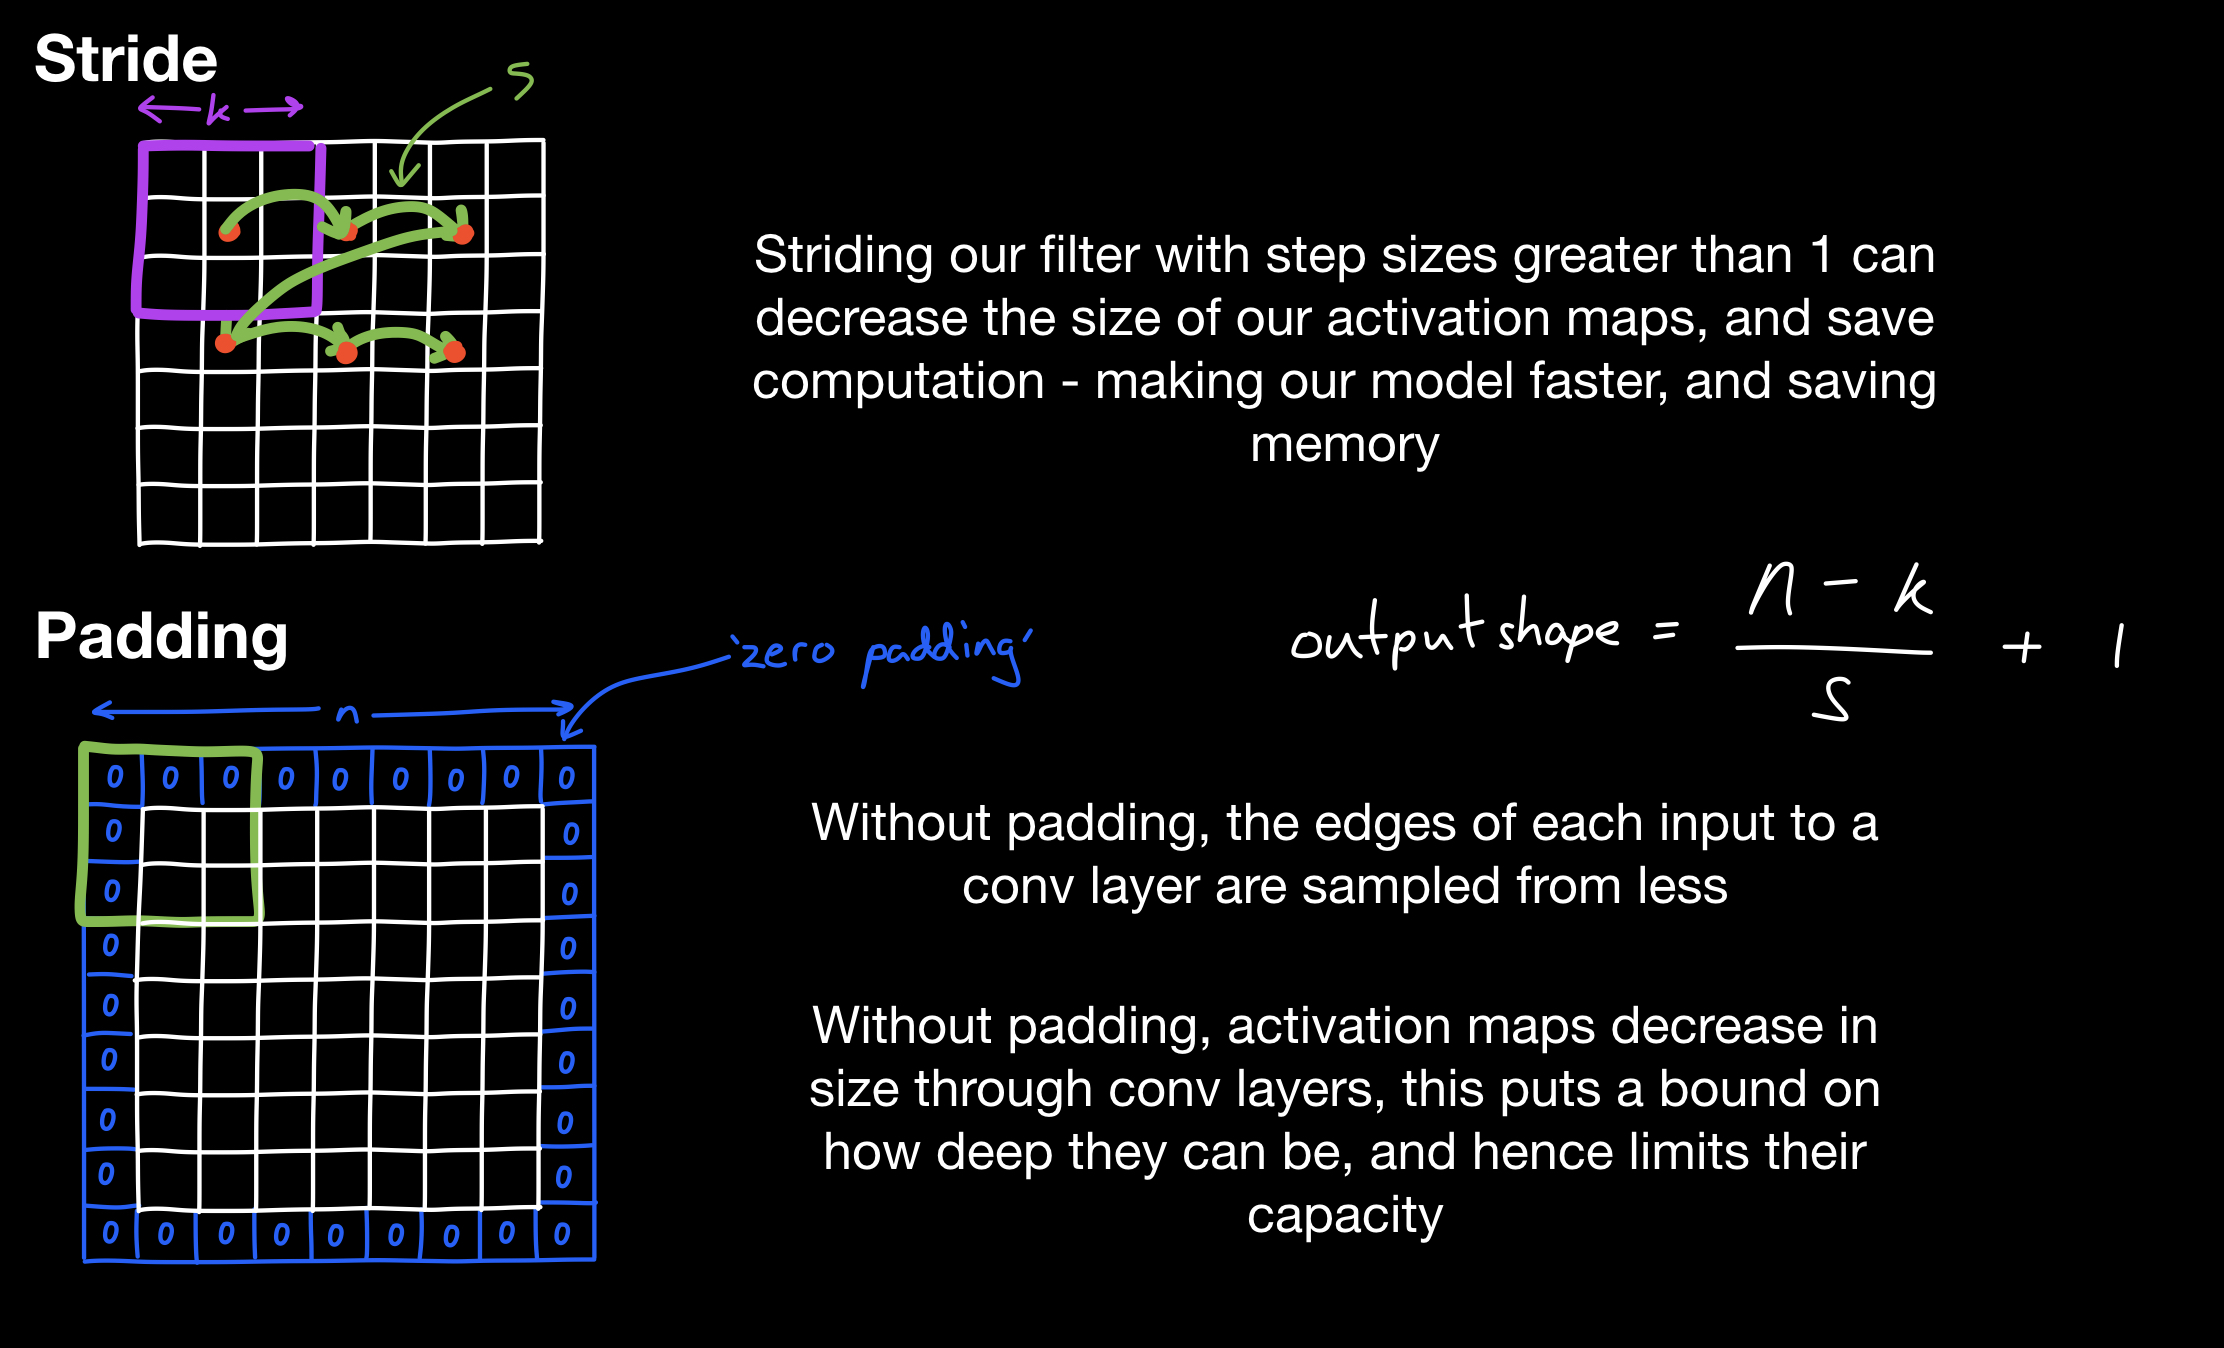 Stride
k
s
Striding our filter with step sizes greater than 1 can
decrease the size of our activation maps, and save
computation - making our model faster, and saving
memory
output shape = n - k / s + 1
Padding
'zero padding'
n
0 0 0 0 0 0 0 0 0
0 0
0 0
0 0
0 0
0 0
0 0
0 0
0 0 0 0 0 0 0 0 0
Without padding, the edges of each input to a
conv layer are sampled from less
Without padding, activation maps decrease in
size through conv layers, this puts a bound on
how deep they can be, and hence limits their
capacity